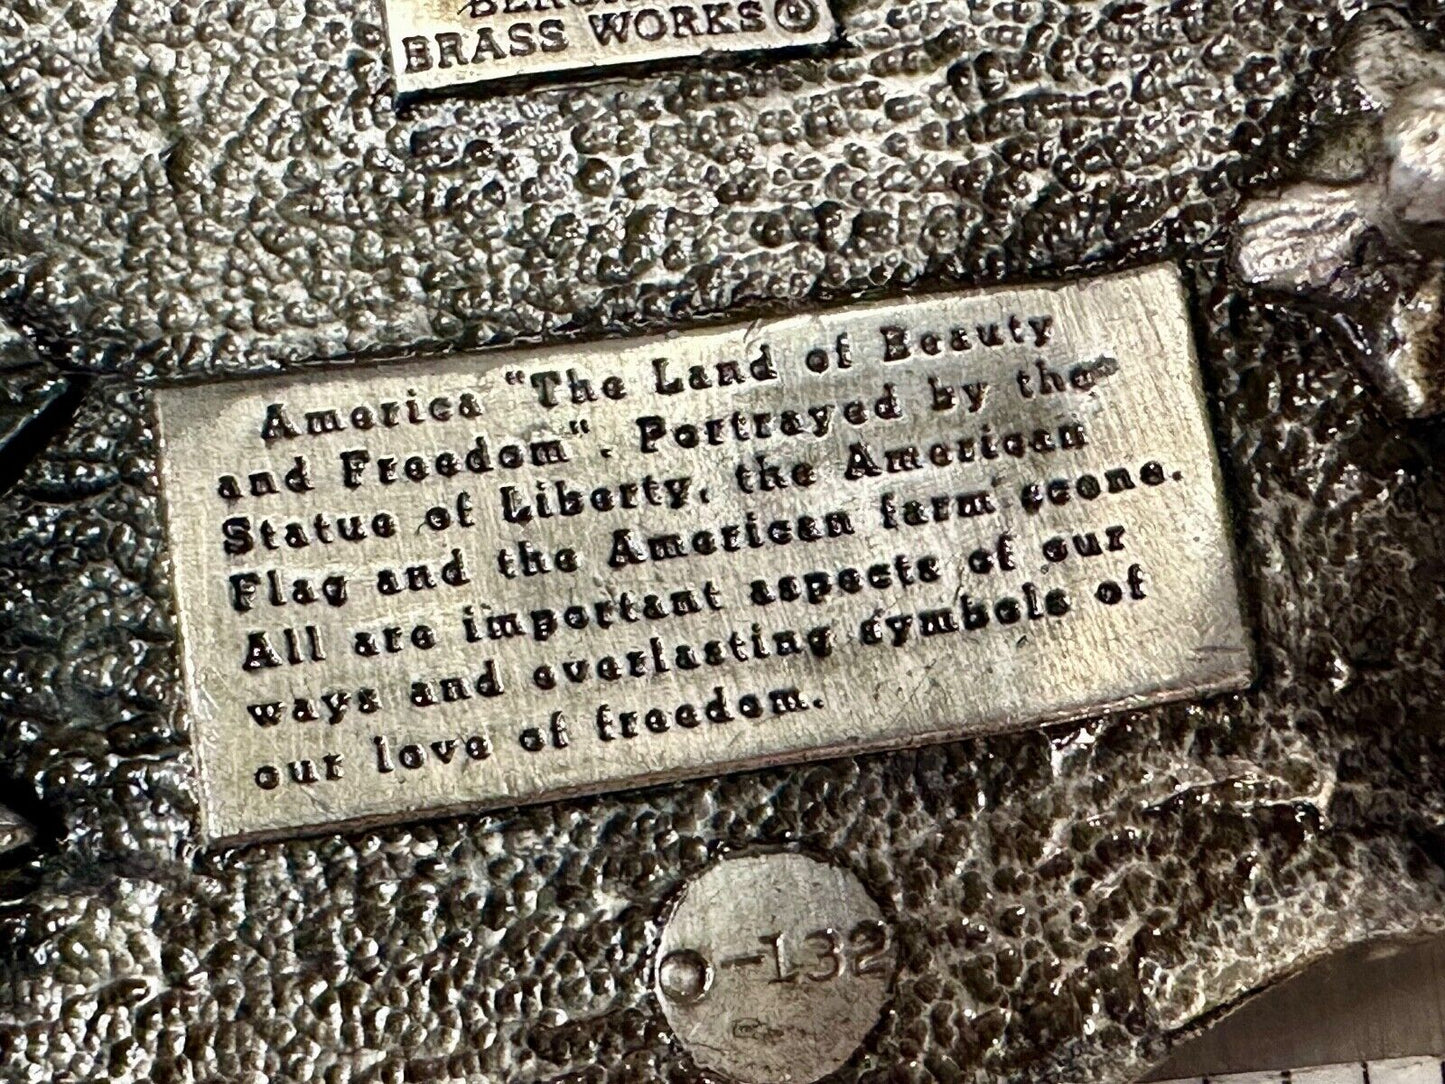 BRASS WORKS ®
America "The Land of Beauty
and Freedom". Portrayed by the
Statue of Liberty, the American
Flag and the American farm scene.
All are important aspects of our
ways and everlasting symbols of
our love of freedom.
-132